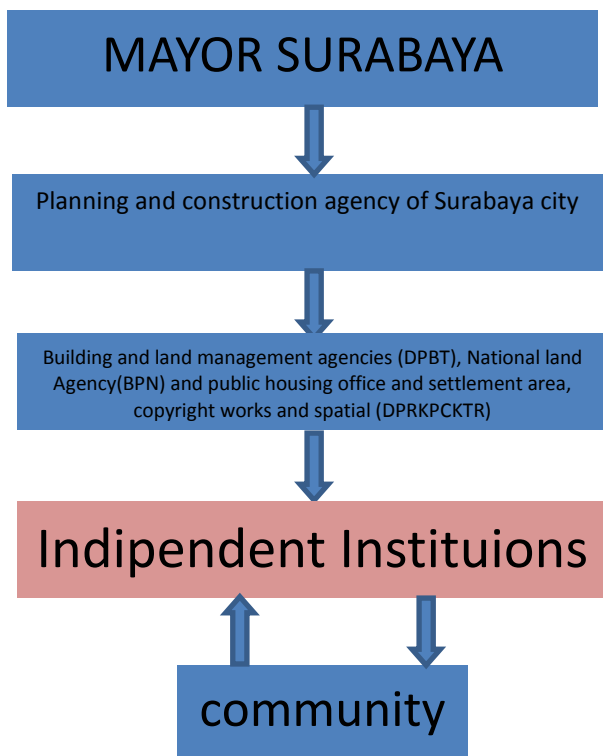 MAYOR SURABAYA
Planning and construction agency of Surabaya city
Building and land management agencies (DPBT), National land
Agency(BPN) and public housing office and settlement area,
copyright works and spatial (DPRKPCKTR)
Indipendent Instituions
community